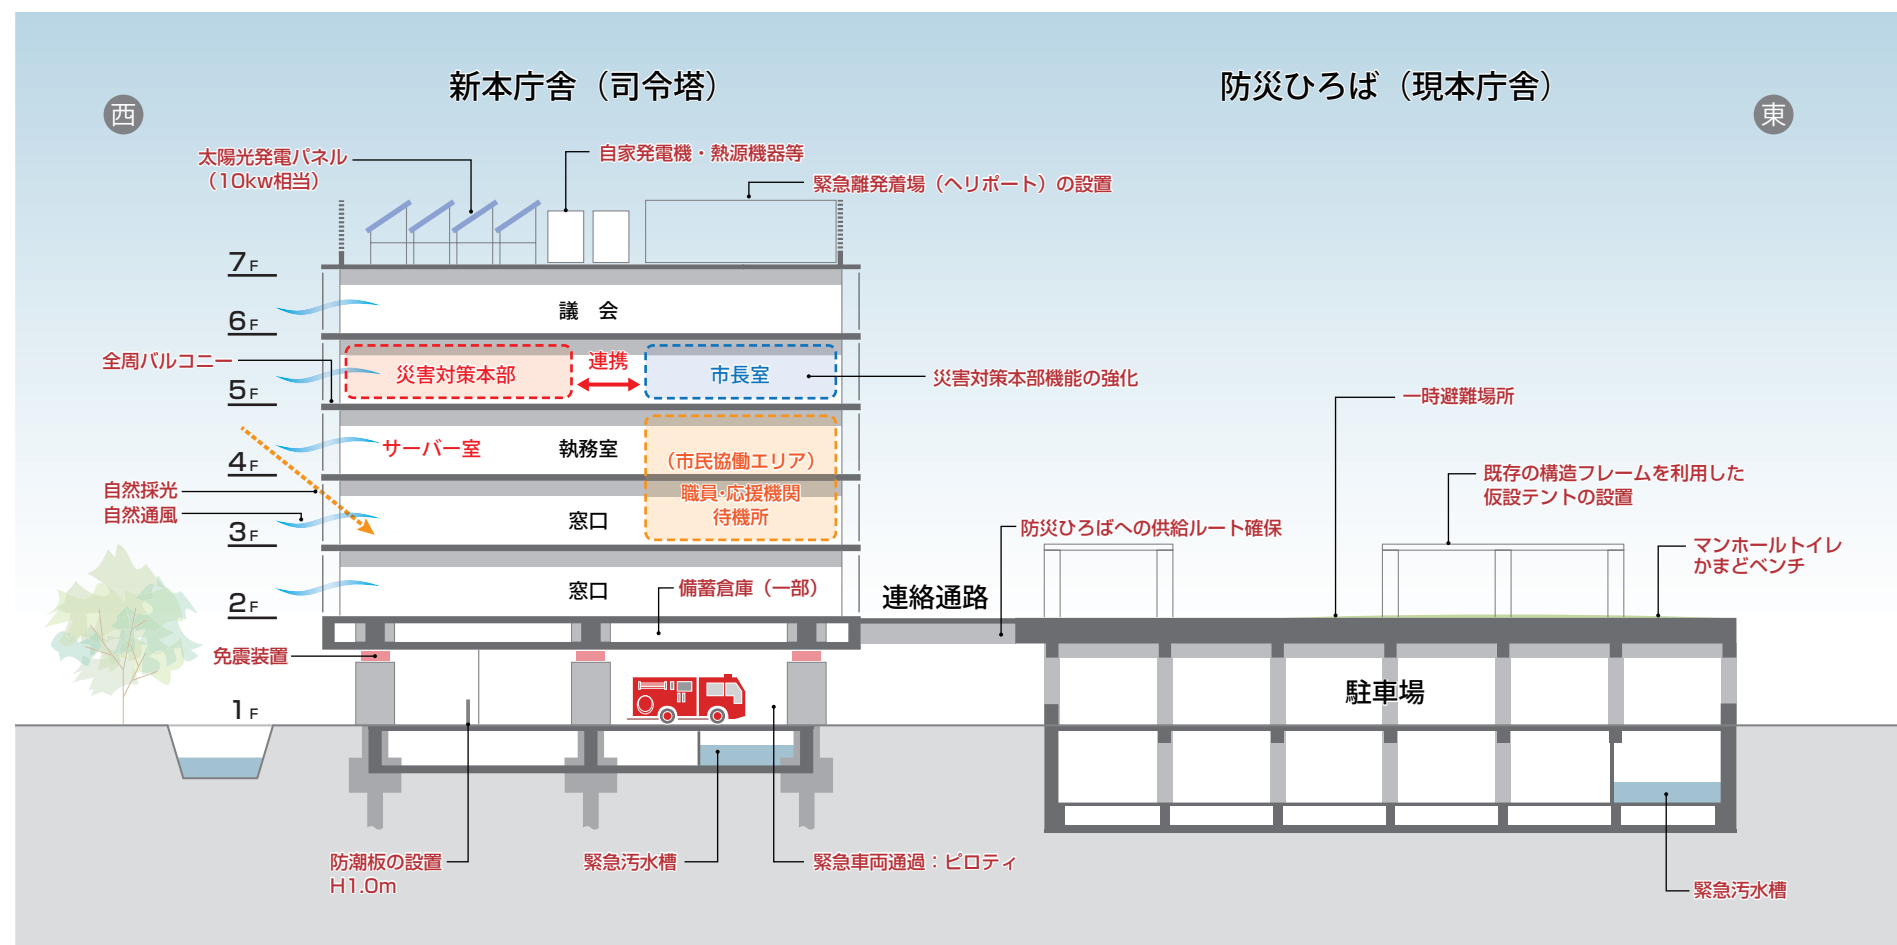 新本庁舎（司令塔）
防災ひろば（現本庁舎）
西
東
太陽光発電パネル
（10kw相当）
自家発電機・熱源機器等
緊急離発着場（ヘリポート）の設置
7F
議　会
6F
全周バルコニー
災害対策本部
連携
市長室
災害対策本部機能の強化
5F
一時避難場所
サーバー室
執務室
（市民協働エリア）
4F
既存の構造フレームを利用した
仮設テントの設置
自然採光
自然通風
職員・応援機関
待機所
窓口
3F
防災ひろばへの供給ルート確保
マンホールトイレ
かまどベンチ
窓口
備蓄倉庫（一部）
2F
連絡通路
免震装置
駐車場
1F
防潮板の設置
H1.0m
緊急汚水槽
緊急車両通過：ピロティ
緊急汚水槽